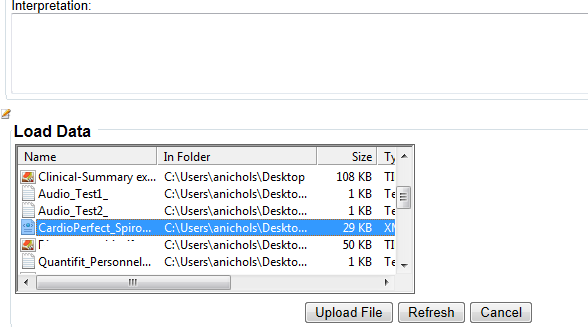 Interpretation:
Load Data
Name In Folder Size Ty
Clinical-Summary ex... C:\Users\anichols\Desktop 108 KB TI
Audio_Test1_ C:\Users\anichols\Deskto... 1 KB Te
Audio_Test2_ C:\Users\anichols\Deskto... 1 KB Te
CardioPerfect_Spiro... C:\Users\anichols\Deskto... 29 KB XM
C:\Users\anichols\Deskto... 50 KB TI
Quantifit_Personnel... C:\Users\anichols\Deskto... 1 KB Te
Upload File Refresh Cancel